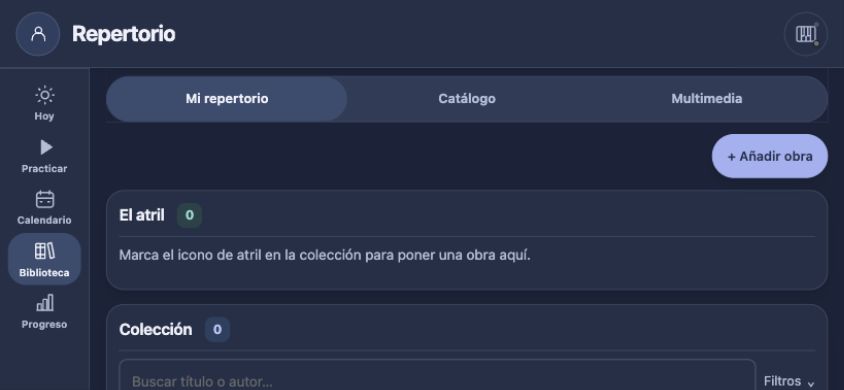 Repertorio
Hoy
Practicar
Calendario
Biblioteca
Progreso
Mi repertorio
Catálogo
Multimedia
+ Añadir obra
El atril 0
Marca el icono de atril en la colección para poner una obra aquí.
Colección 0
Buscar título o autor...
Filtros